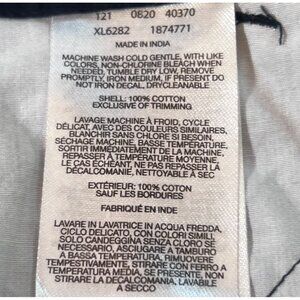 121 0820 40370
XL6282 1874771
MADE IN INDIA
MACHINE WASH COLD GENTLE, WITH LIKE
COLORS, NON-CHLORINE BLEACH WHEN
NEEDED, TUMBLE DRY LOW, REMOVE
PROMPTLY, IRON MEDIUM, IF PRESENT DO
NOT IRON DECAL, DRYCLEANABLE
SHELL: 100% COTTON
EXCLUSIVE OF TRIMMING
LAVAGE MACHINE À FROID, CYCLE
DÉLICAT, AVEC DES COULEURS SIMILAIRES,
BLANCHIR SANS CHLORE SI BESOIN,
SÉCHAGE MACHINE, BASSE TEMPÉRATURE,
SORTIR IMMÉDIATEMENT DE LA MACHINE,
REPASSER À TEMPÉRATURE MOYENNE,
LE CAS ÉCHÉANT, NE PAS REPASSER LA
DÉCALCOMANIE, NETTOYABLE À SEC
EXTÉRIEUR: 100% COTON
SAUF LES BORDURES
FABRIQUÉ EN INDE
LAVARE IN LAVATRICE IN ACQUA FREDDA,
CICLO DELICATO, CON COLORI SIMILI,
SOLO CANDEGGINA SENZA CLORO SE
NECESSARIO, ASCIUGARE A TAMBURO
A BASSA TEMPERATURA, RIMUOVERE
TEMPESTIVAMENTE, STIRARE CON FERRO A
TEMPERATURA MEDIA, SE PRESENTE, NON
STIRARE LA DECALCOMANIA, LAVABILE
A SECCO